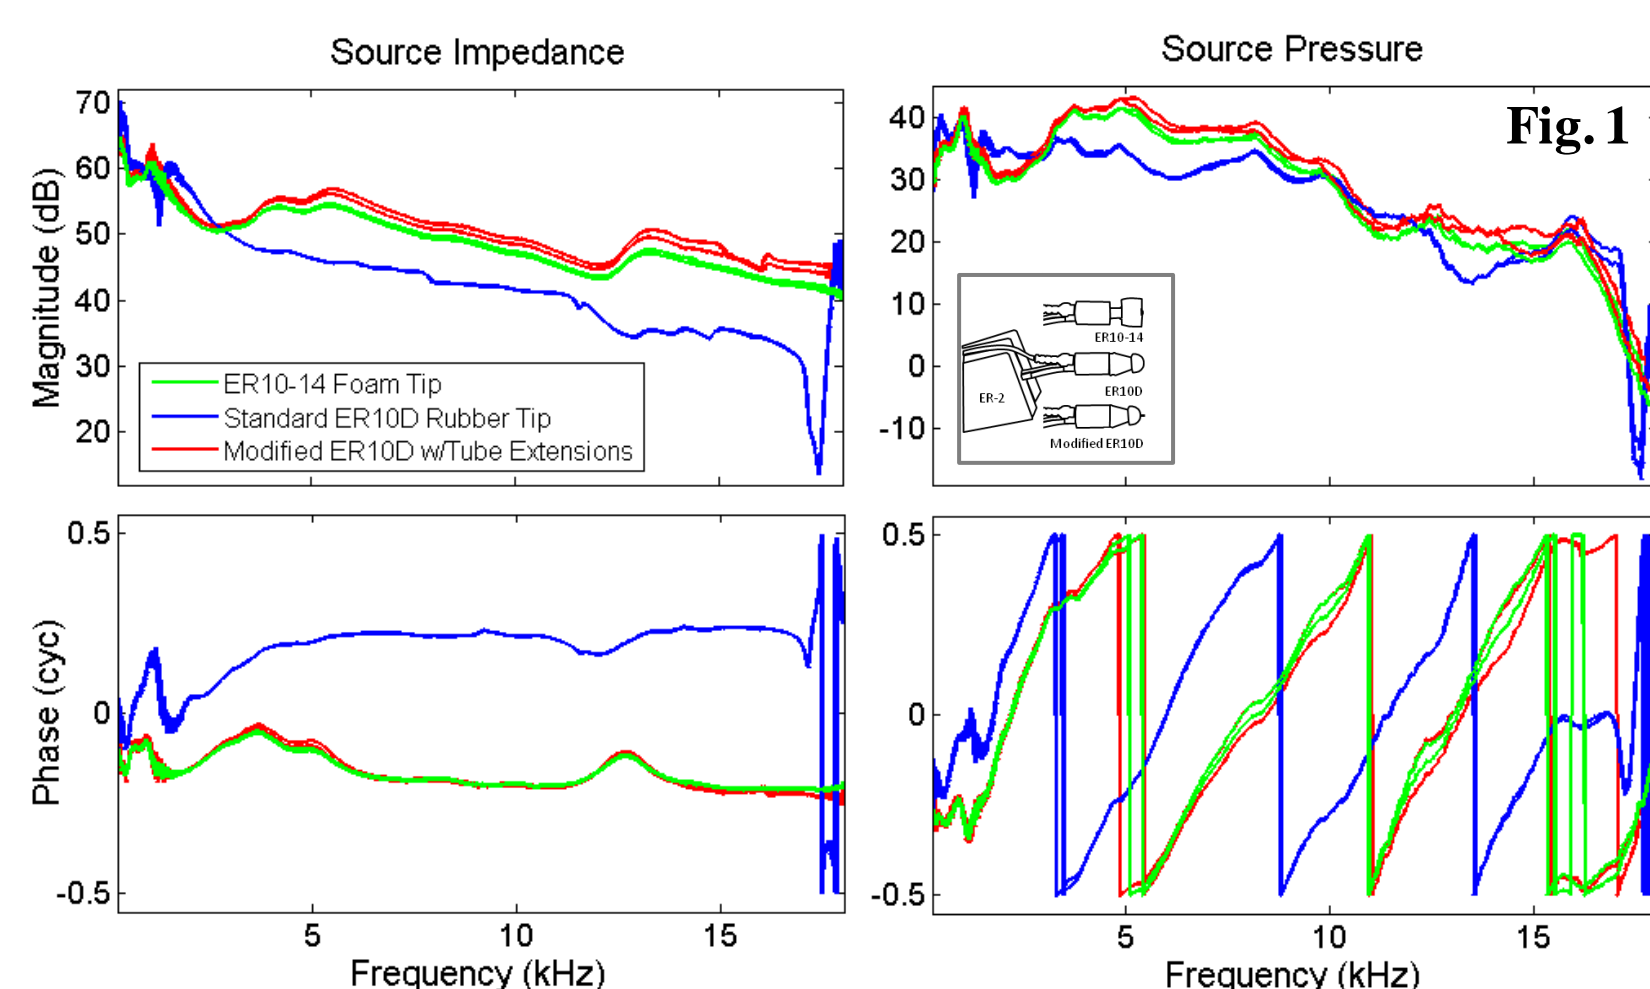 Source Impedance
Source Pressure
Fig. 1
70
60
50
40
30
20
Magnitude (dB)
ER10-14 Foam Tip
Standard ER10D Rubber Tip
Modified ER10D w/Tube Extensions
40
30
20
10
0
-10
ER10-14
ER10D
ER-2
Modified ER10D
0.5
0
-0.5
Phase (cyc)
5
10
15
Frequency (kHz)
0.5
0
-0.5
5
10
15
Frequency (kHz)